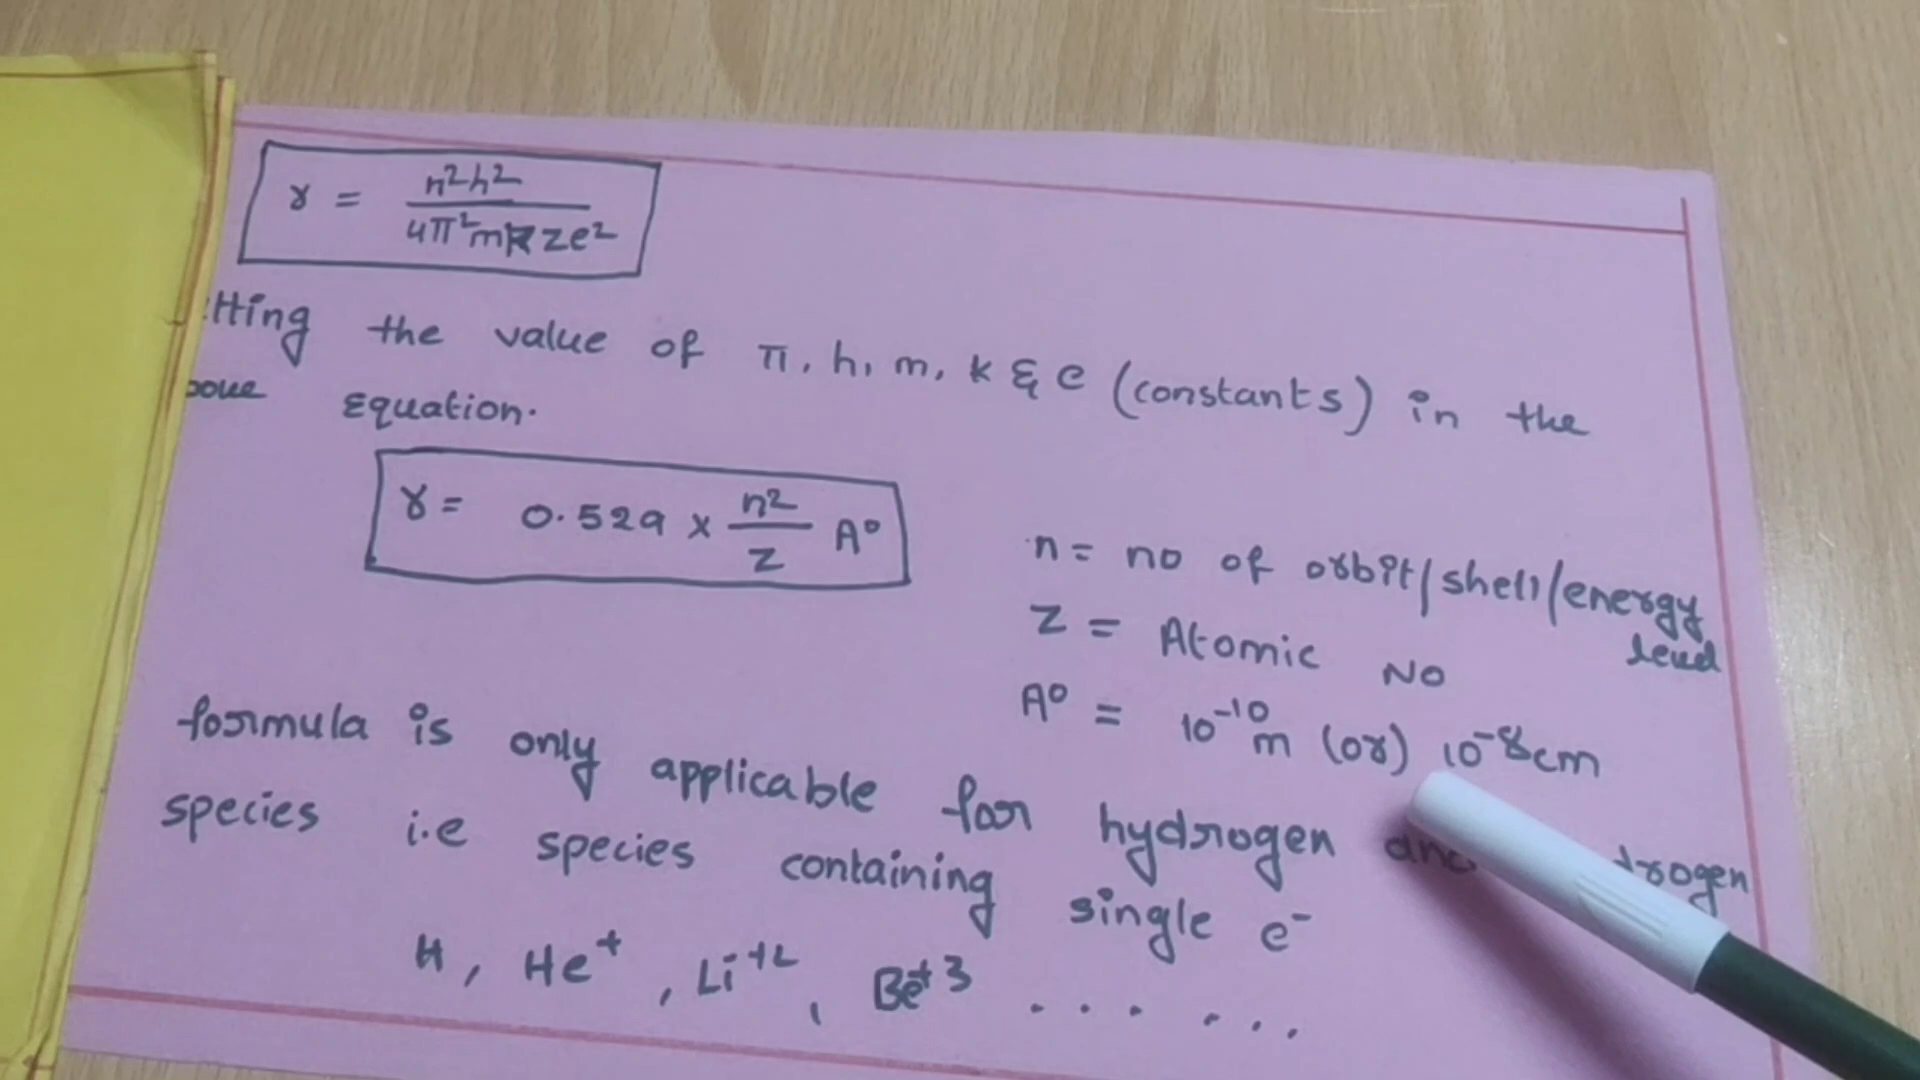 r = n²h² / 4π²mkze²
the value of π, h, m, k & e (constants) in the
Equation.
r = 0.529 × n²/Z A°
n = no of orbit/shell/energy level
Z = Atomic No
A° = 10⁻¹⁰m (or) 10⁻⁸cm
formula is only applicable for hydrogen
species i.e species containing single e⁻
H, He⁺, Li⁺², Be⁺³ . . . . . .